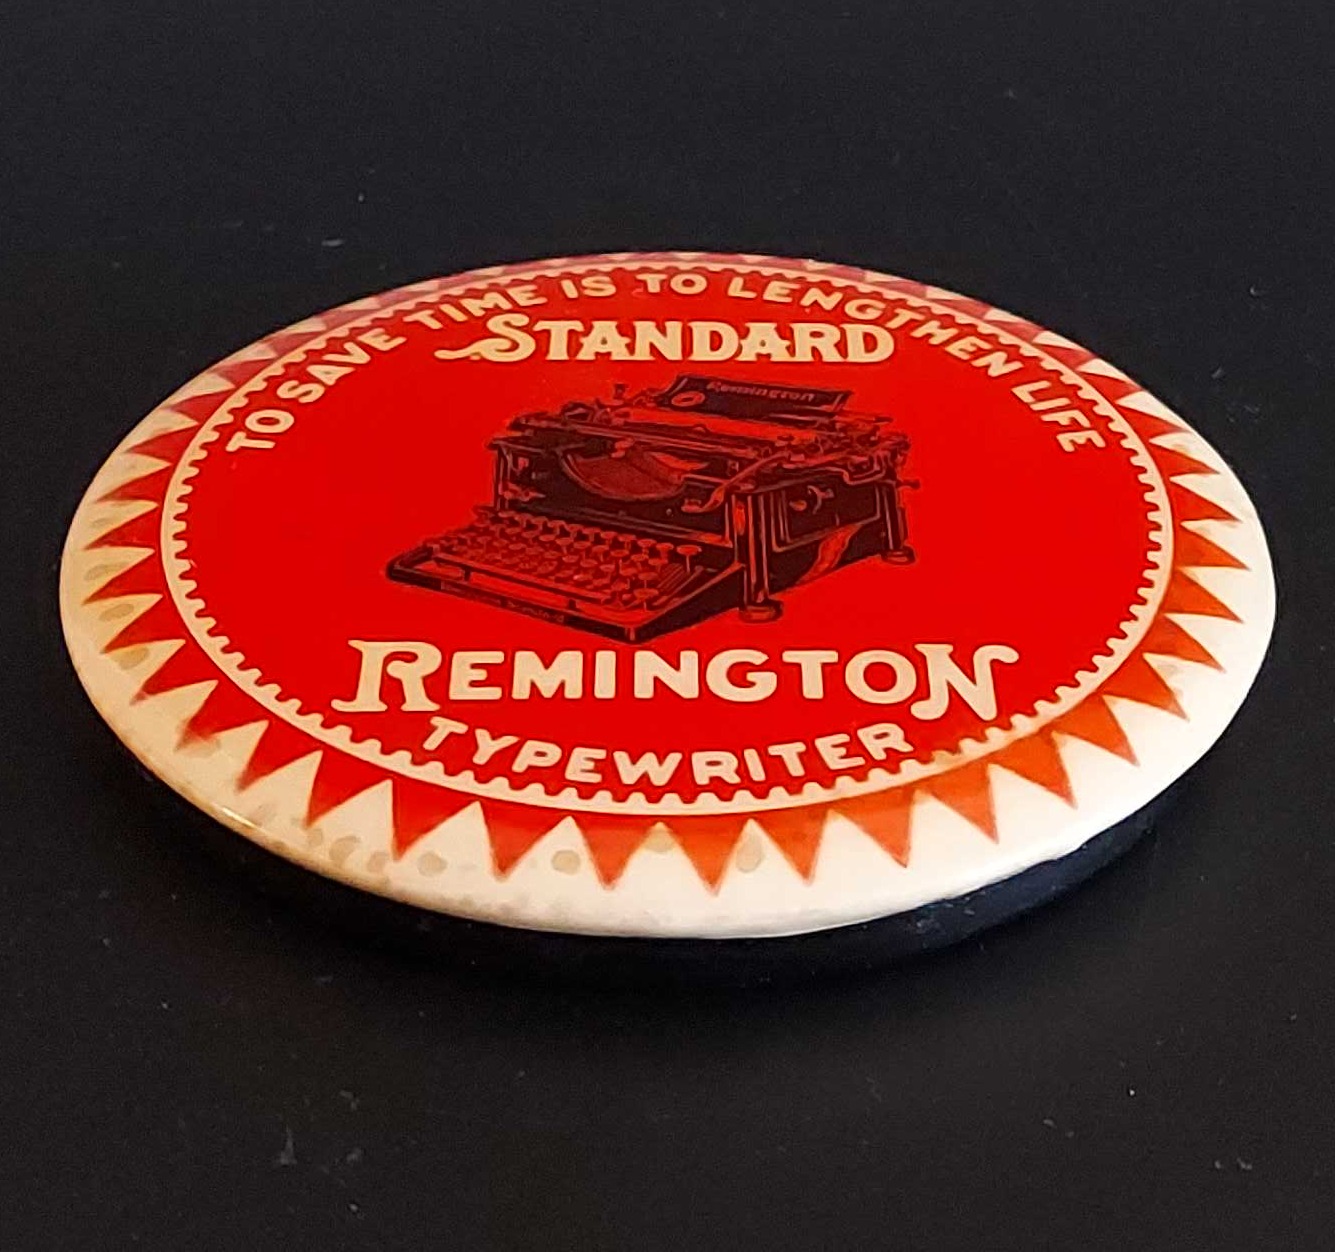 TO SAVE TIME IS TO LENGTHEN LIFE
STANDARD
Remington
REMINGTON
TYPEWRITER